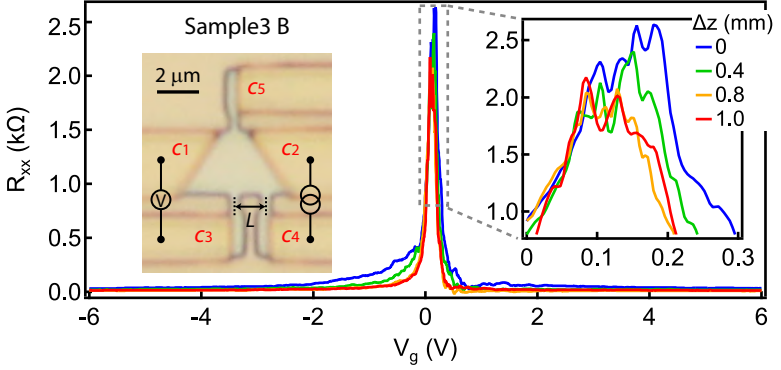 Sample3 B
2 μm
c5
c1
c2
V
L
c3
c4
Rxx (kΩ)
2.5
2.0
1.5
1.0
0.5
0.0
-6
-4
-2
0
2
4
6
Vg (V)
Δz (mm)
0
0.4
0.8
1.0
2.5
2.0
1.5
1.0
0
0.1
0.2
0.3